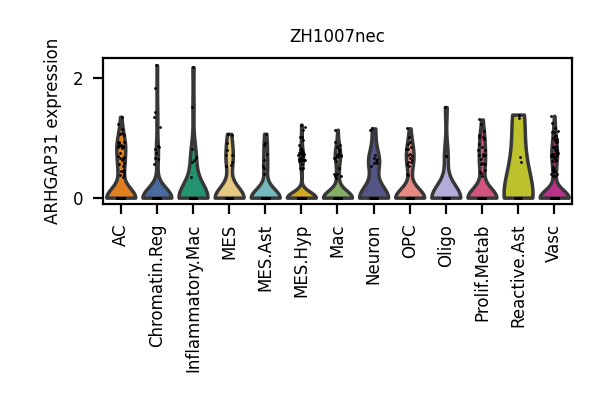 ZH1007nec
ARHGAP31 expression
2
0
AC
Chromatin.Reg
Inflammatory.Mac
MES
MES.Ast
MES.Hyp
Mac
Neuron
OPC
Oligo
Prolif.Metab
Reactive.Ast
Vasc